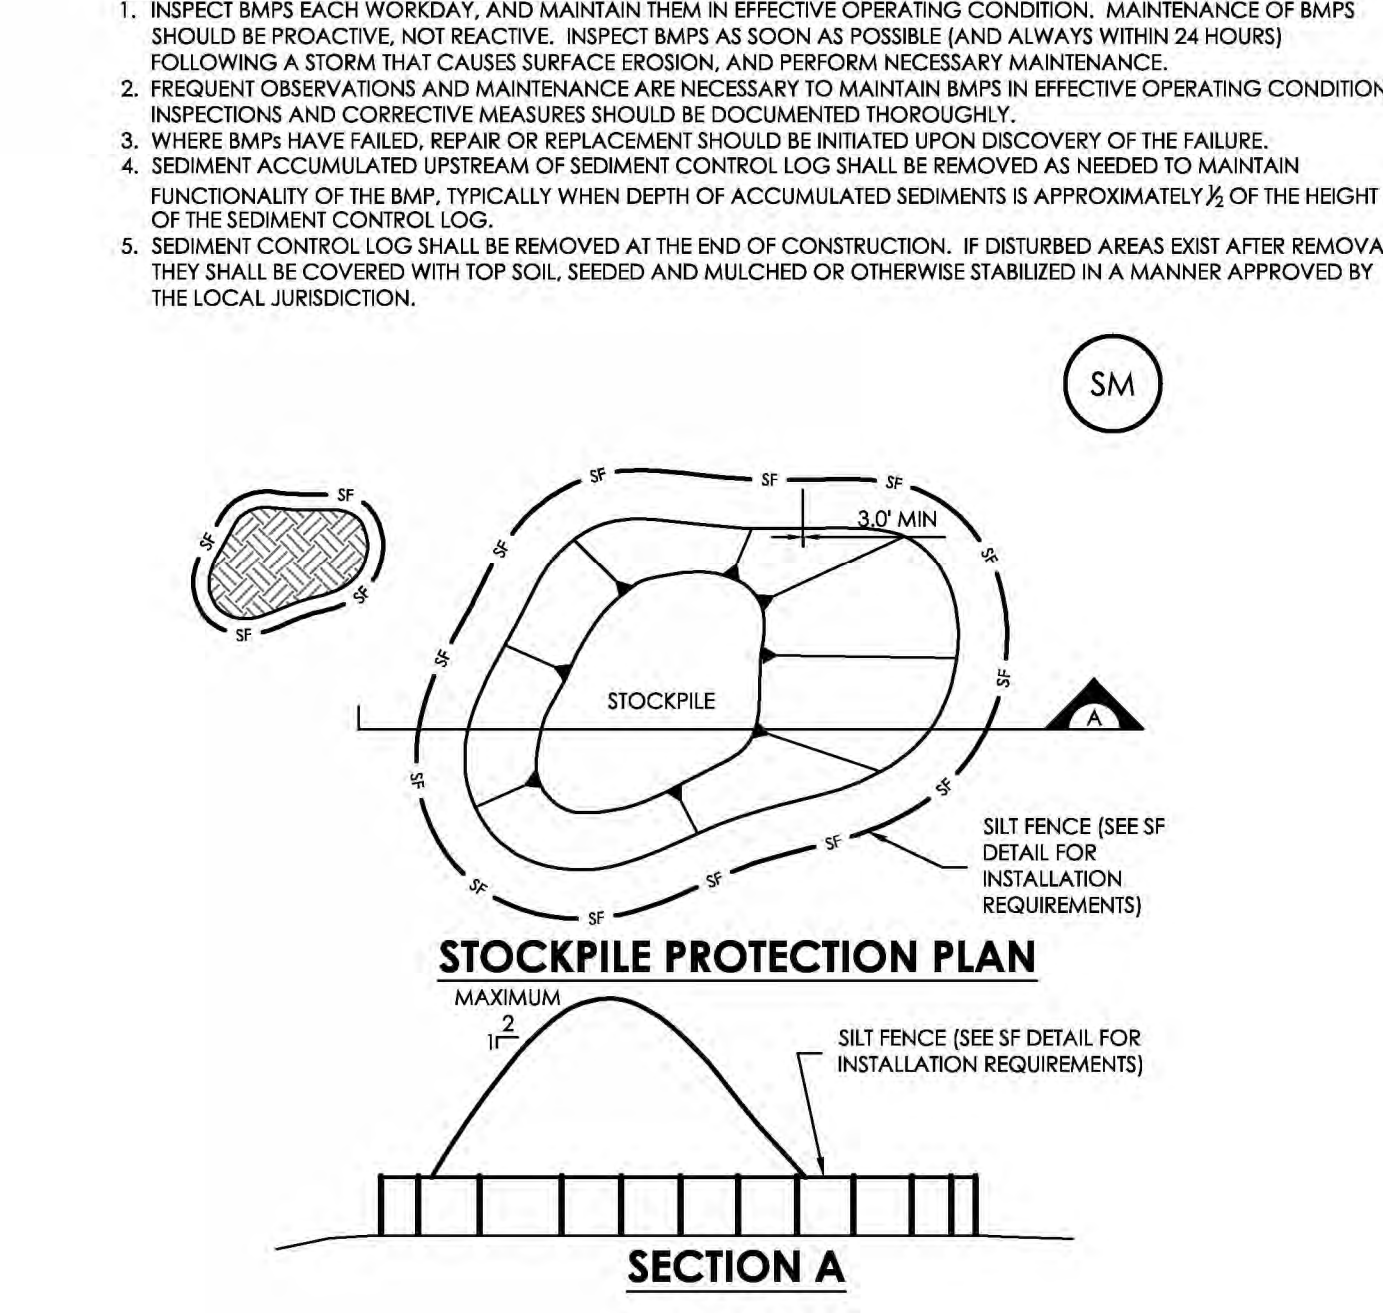 1. INSPECT BMPS EACH WORKDAY, AND MAINTAIN THEM IN EFFECTIVE OPERATING CONDITION. MAINTENANCE OF BMPS
SHOULD BE PROACTIVE, NOT REACTIVE. INSPECT BMPS AS SOON AS POSSIBLE (AND ALWAYS WITHIN 24 HOURS)
FOLLOWING A STORM THAT CAUSES SURFACE EROSION, AND PERFORM NECESSARY MAINTENANCE.
2. FREQUENT OBSERVATIONS AND MAINTENANCE ARE NECESSARY TO MAINTAIN BMPS IN EFFECTIVE OPERATING CONDITION
INSPECTIONS AND CORRECTIVE MEASURES SHOULD BE DOCUMENTED THOROUGHLY.
3. WHERE BMPs HAVE FAILED, REPAIR OR REPLACEMENT SHOULD BE INITIATED UPON DISCOVERY OF THE FAILURE.
4. SEDIMENT ACCUMULATED UPSTREAM OF SEDIMENT CONTROL LOG SHALL BE REMOVED AS NEEDED TO MAINTAIN
FUNCTIONALITY OF THE BMP, TYPICALLY WHEN DEPTH OF ACCUMULATED SEDIMENTS IS APPROXIMATELY ½ OF THE HEIGHT
OF THE SEDIMENT CONTROL LOG.
5. SEDIMENT CONTROL LOG SHALL BE REMOVED AT THE END OF CONSTRUCTION. IF DISTURBED AREAS EXIST AFTER REMOVA
THEY SHALL BE COVERED WITH TOP SOIL, SEEDED AND MULCHED OR OTHERWISE STABILIZED IN A MANNER APPROVED BY
THE LOCAL JURISDICTION.
SM
SF
SF
SF
SF
SF
SF
SF
3.0' MIN
SF
SF
SF
SF
SF
STOCKPILE
A
SF
SF
SF
SF
SF
SF
SILT FENCE (SEE SF
DETAIL FOR
INSTALLATION
REQUIREMENTS)
STOCKPILE PROTECTION PLAN
MAXIMUM
2
1
SILT FENCE (SEE SF DETAIL FOR
INSTALLATION REQUIREMENTS)
SECTION A